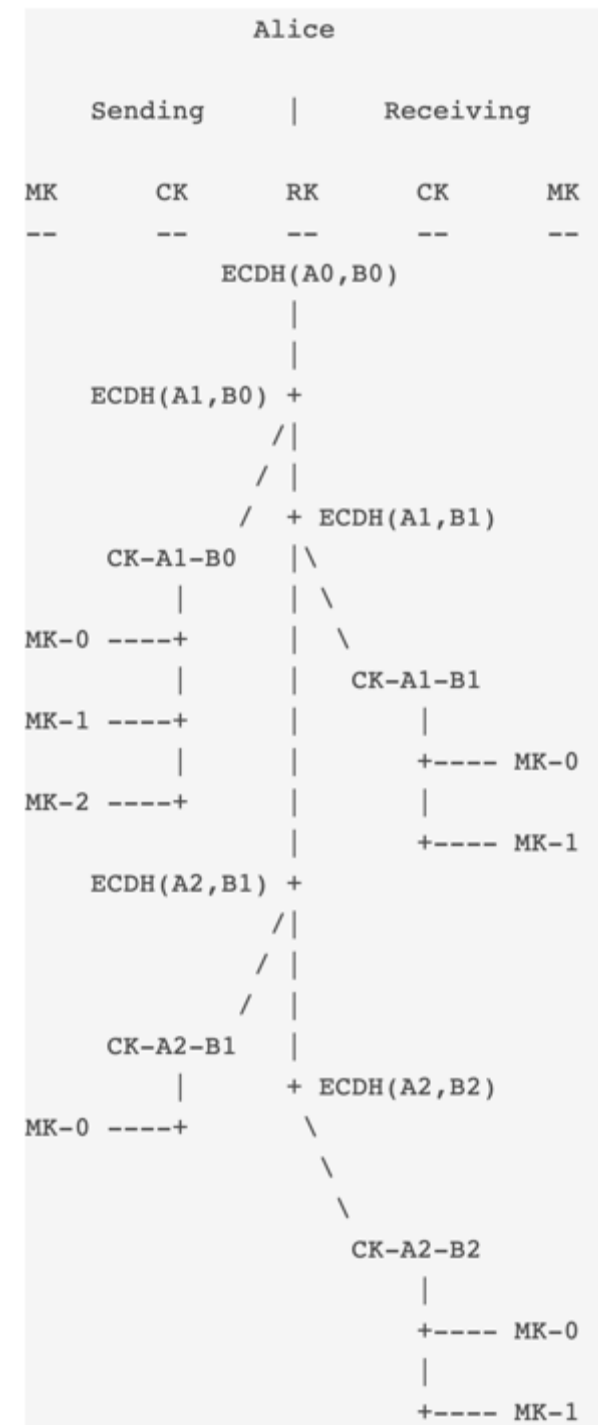 Alice
Sending | Receiving
MK CK RK CK MK
-- -- -- -- --
ECDH(A0,B0)
|
|
ECDH(A1,B0) +
/|
/ |
/ + ECDH(A1,B1)
CK-A1-B0 |\
| | \
MK-0 ----+ | \
| | CK-A1-B1
MK-1 ----+ | |
| | +---- MK-0
MK-2 ----+ | |
| +---- MK-1
ECDH(A2,B1) +
/|
/ |
/ |
CK-A2-B1 |
| + ECDH(A2,B2)
MK-0 ----+ \
\
\
CK-A2-B2
|
+---- MK-0
|
+---- MK-1